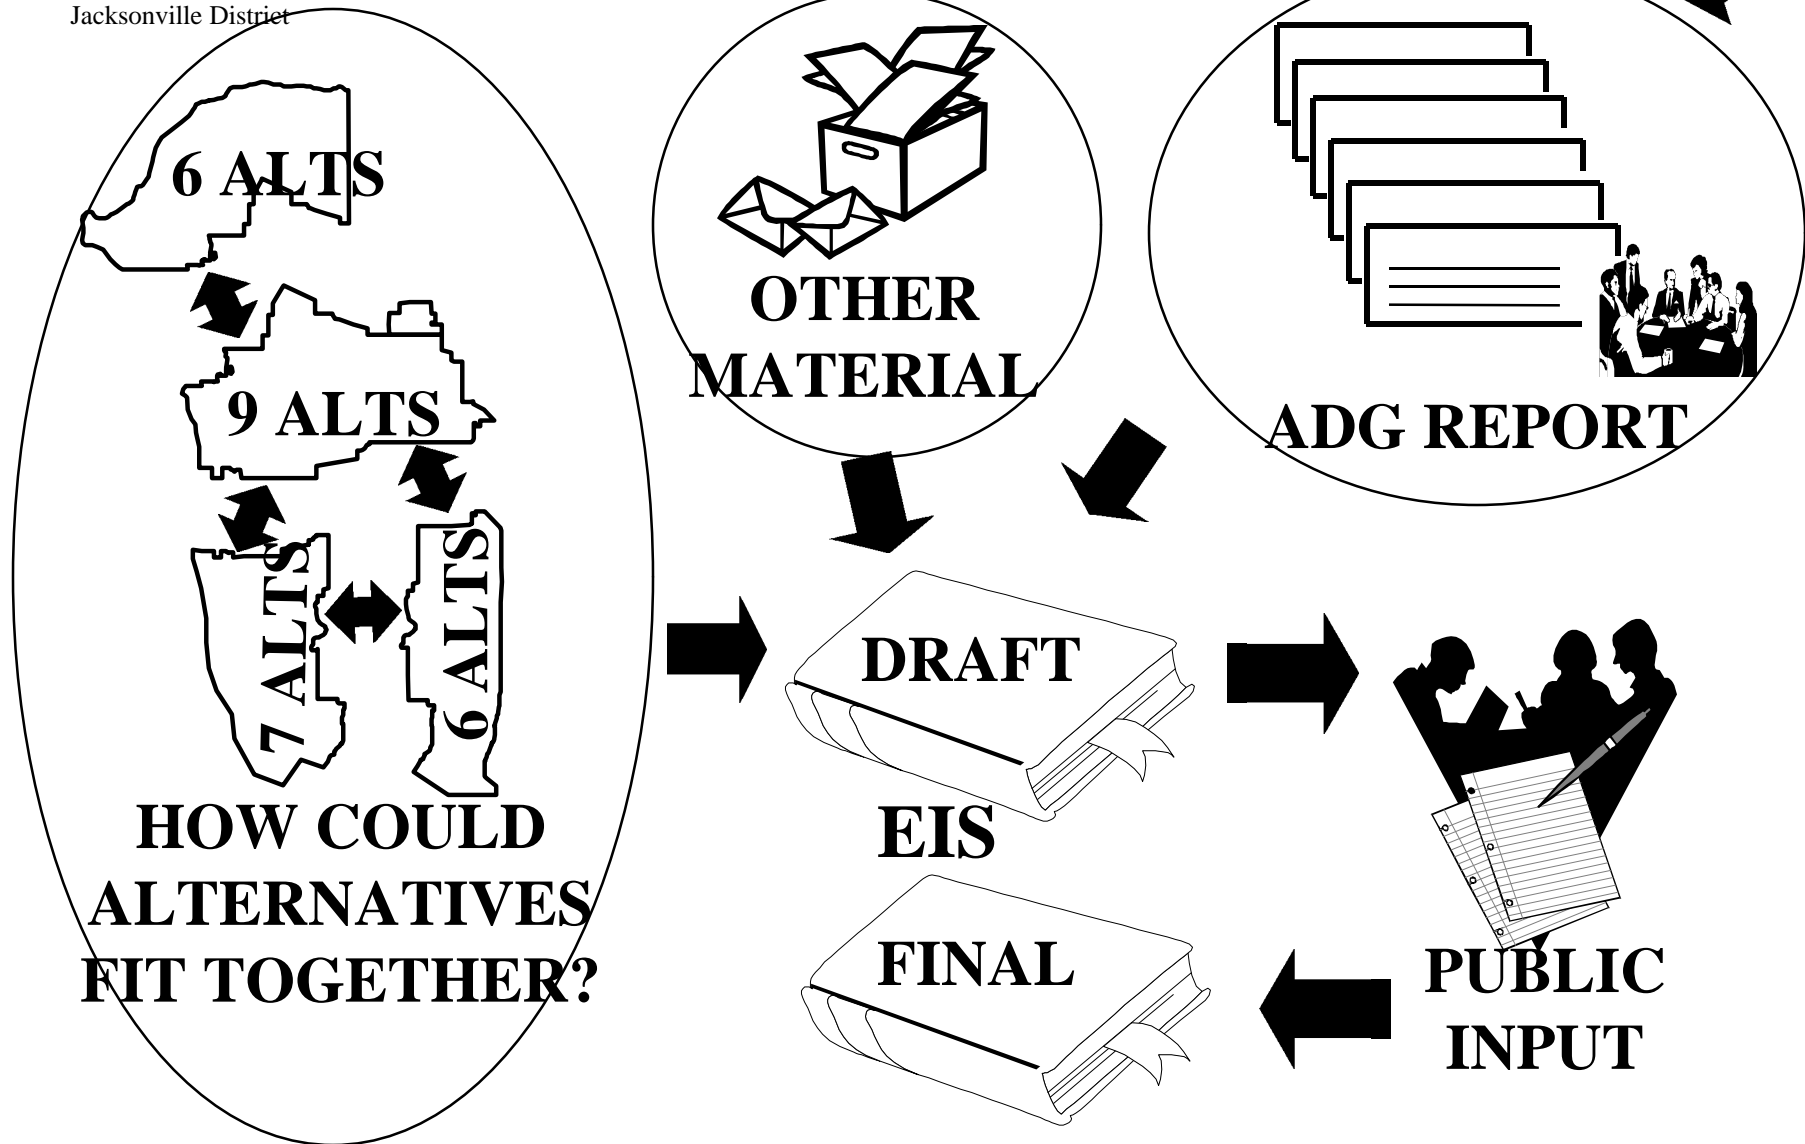 Jacksonville District
6 ALTS
9 ALTS
7 ALTS
6 ALTS
HOW COULD
ALTERNATIVES
FIT TOGETHER?
OTHER
MATERIAL
ADG REPORT
DRAFT
EIS
FINAL
PUBLIC
INPUT